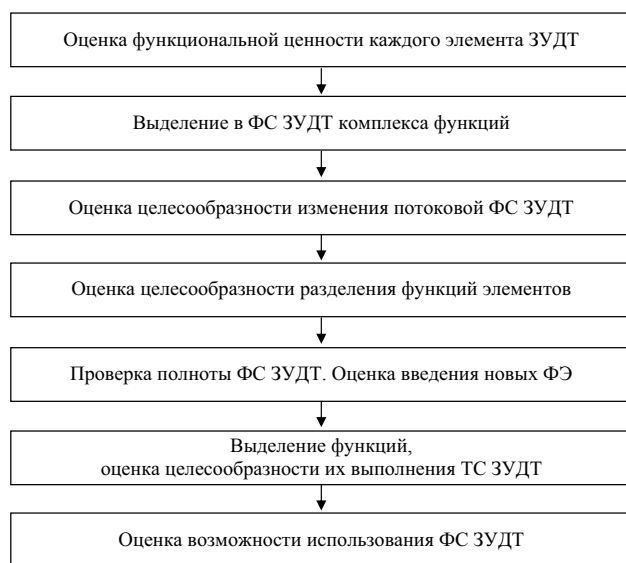 Оценка функциональной ценности каждого элемента ЗУДТ
Выделение в ФС ЗУДТ комплекса функций
Оценка целесообразности изменения потоковой ФС ЗУДТ
Оценка целесообразности разделения функций элементов
Проверка полноты ФС ЗУДТ. Оценка введения новых ФЭ
Выделение функций,
оценка целесообразности их выполнения ТС ЗУДТ
Оценка возможности использования ФС ЗУДТ